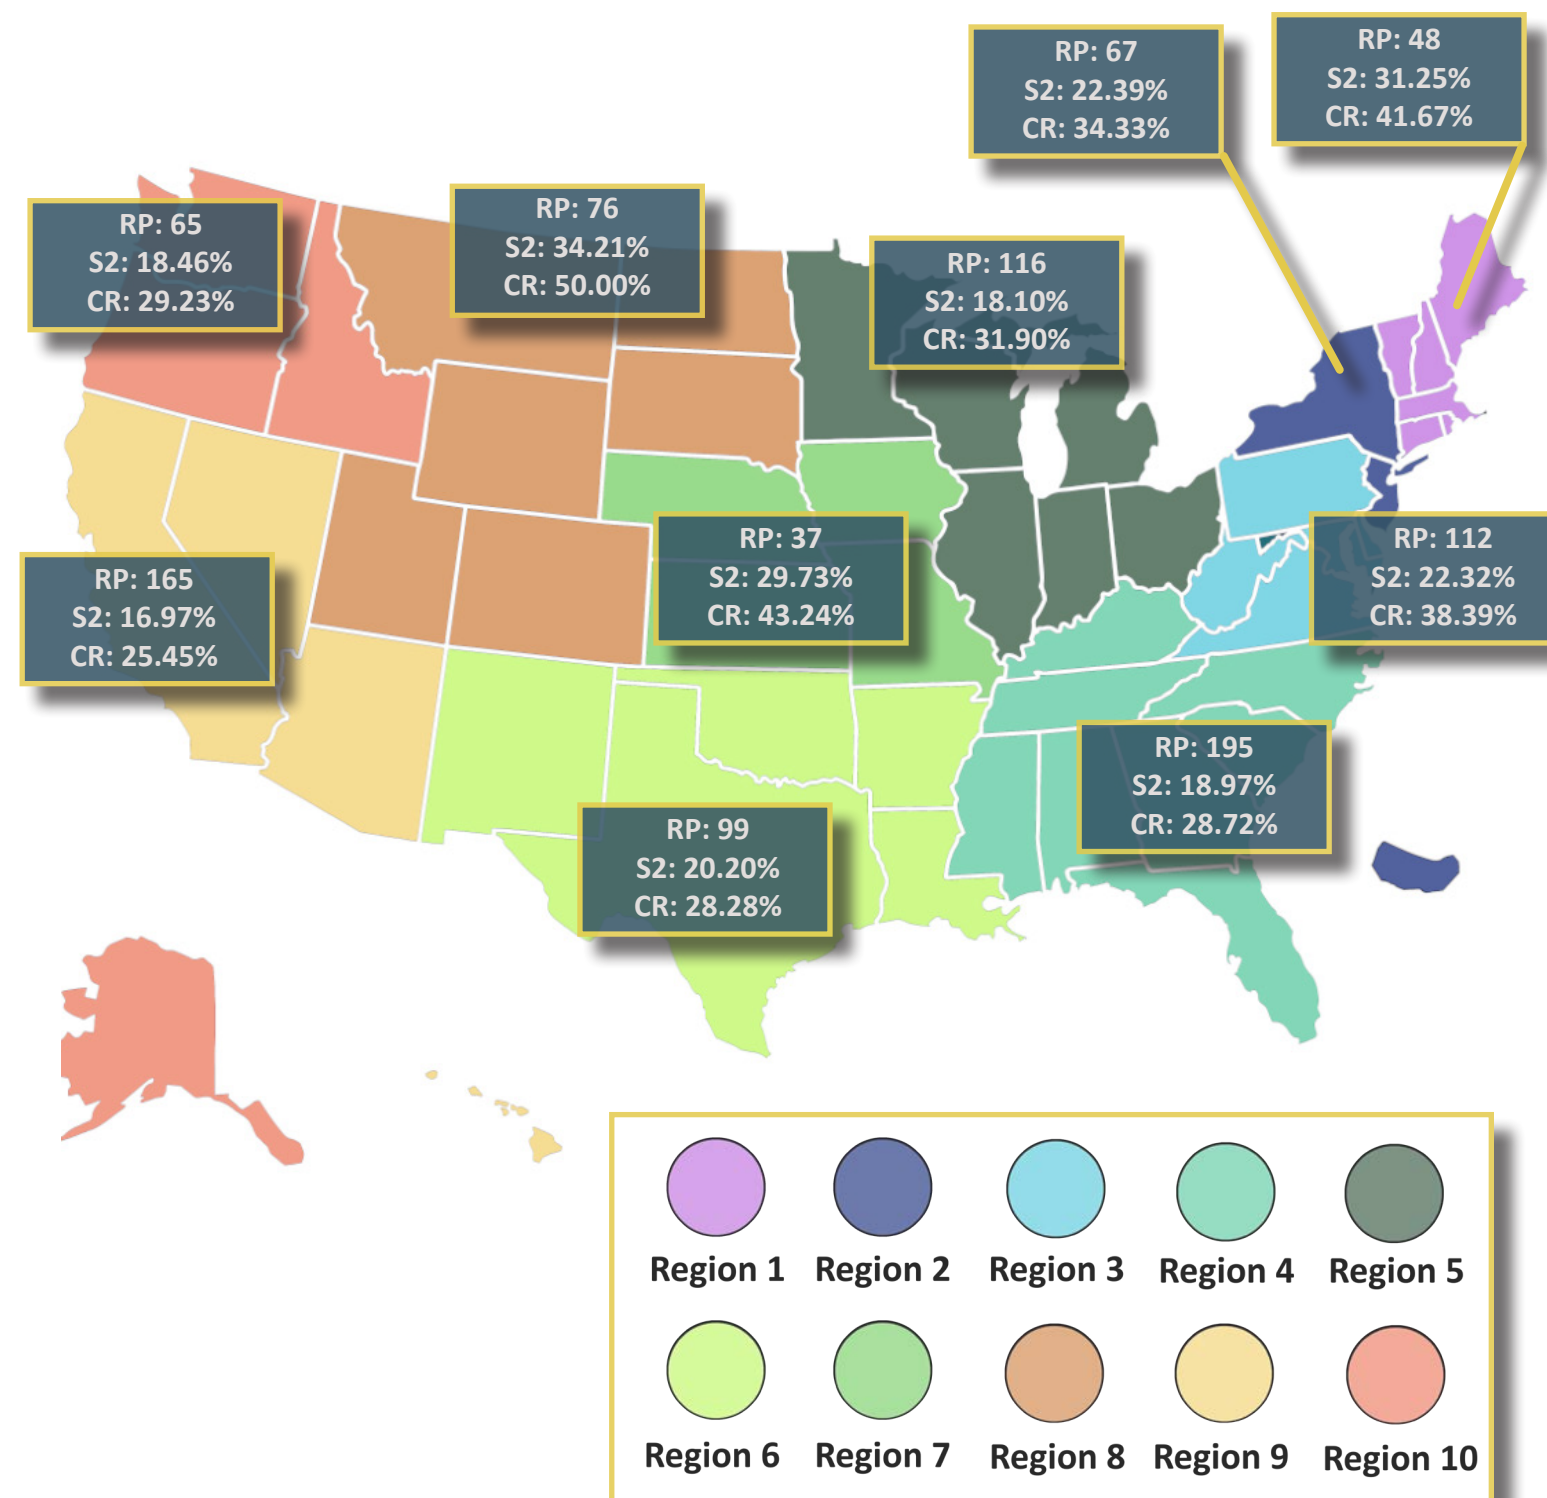 RP: 67
S2: 22.39%
CR: 34.33%
RP: 48
S2: 31.25%
CR: 41.67%
RP: 65
S2: 18.46%
CR: 29.23%
RP: 76
S2: 34.21%
CR: 50.00%
RP: 116
S2: 18.10%
CR: 31.90%
RP: 165
S2: 16.97%
CR: 25.45%
RP: 37
S2: 29.73%
CR: 43.24%
RP: 112
S2: 22.32%
CR: 38.39%
RP: 195
S2: 18.97%
CR: 28.72%
RP: 99
S2: 20.20%
CR: 28.28%
Region 1 Region 2 Region 3 Region 4 Region 5
Region 6 Region 7 Region 8 Region 9 Region 10